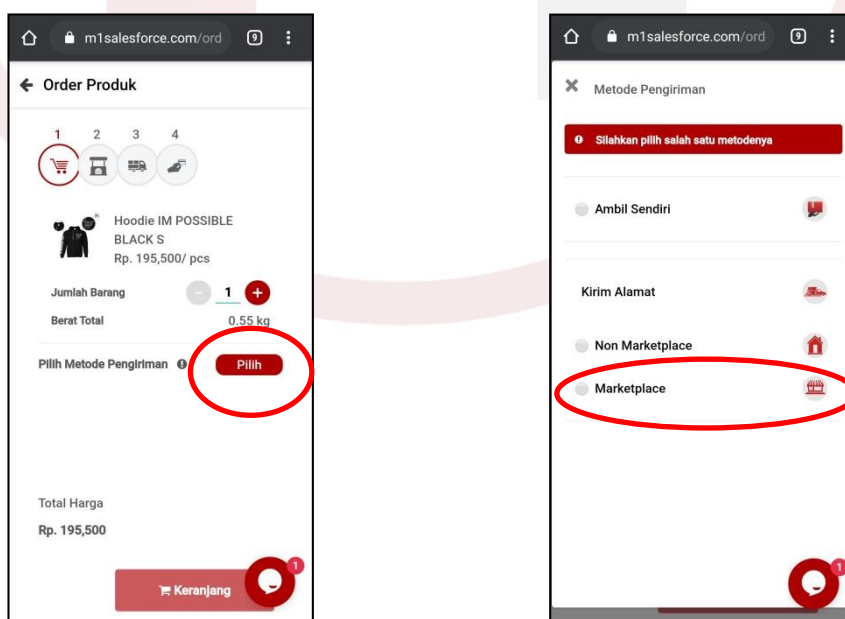 m1salesforce.com/ord 9
Order Produk
1 2 3 4
Hoodie IM POSSIBLE
BLACK S
Rp. 195,500/ pcs
Jumlah Barang - 1 +
Berat Total 0.55 kg
Pilih Metode Pengiriman Pilih
Total Harga
Rp. 195,500
Keranjang
1
m1salesforce.com/ord 9
Metode Pengiriman
Silahkan pilih salah satu metodenya
Ambil Sendiri
Kirim Alamat
Non Marketplace
Marketplace
1